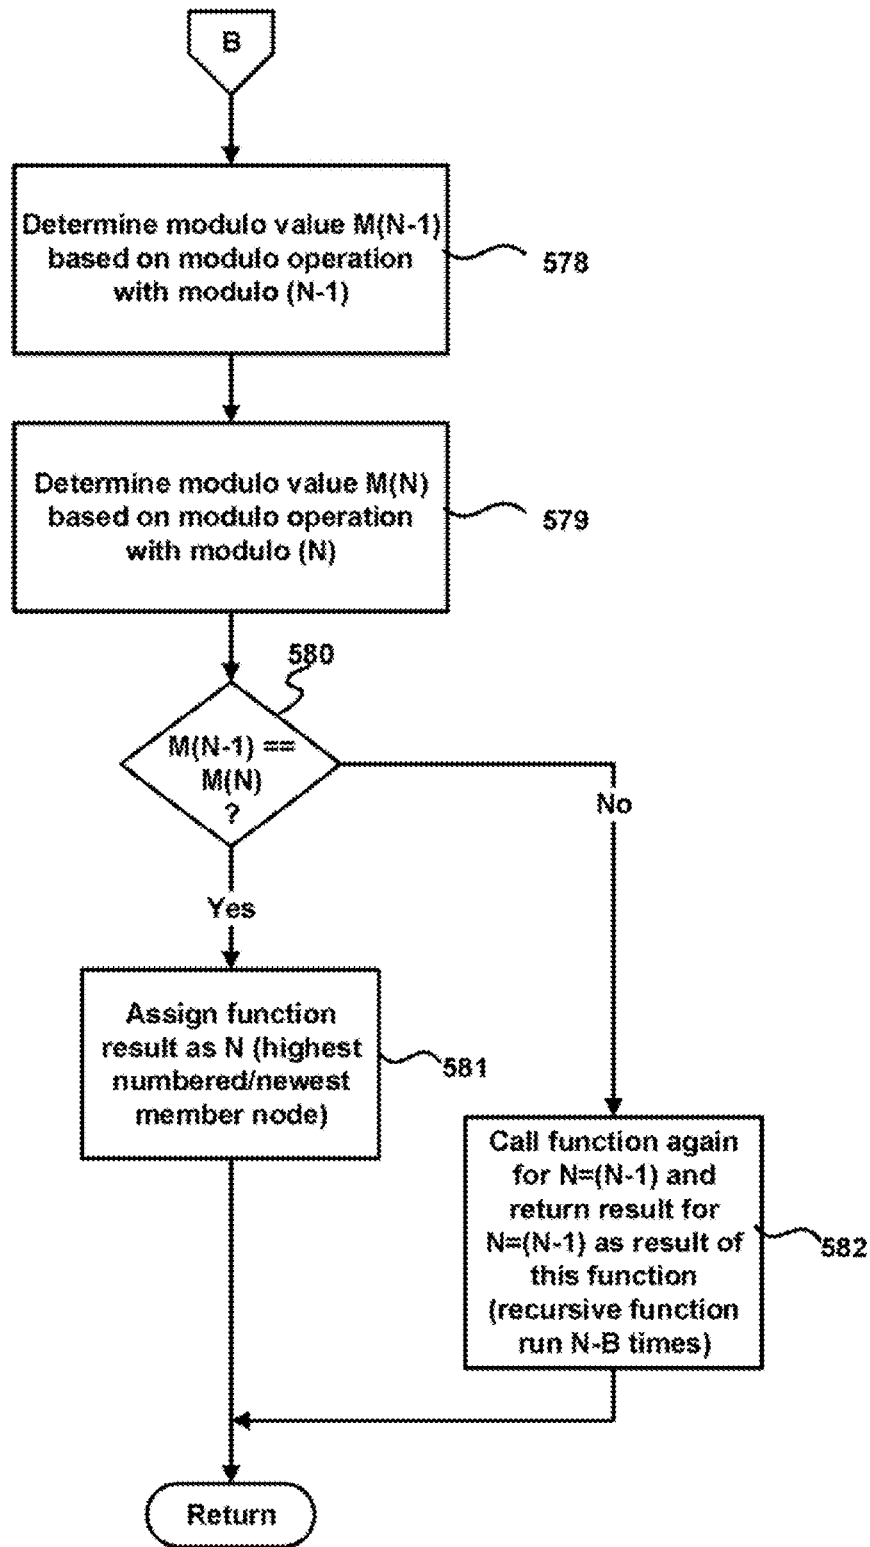 B
Determine modulo value M(N-1)
based on modulo operation
with modulo (N-1)
578
Determine modulo value M(N)
based on modulo operation
with modulo (N)
579
580
M(N-1) ==
M(N)
?
No
Yes
Assign function
result as N (highest
numbered/newest
member node)
581
Call function again
for N=(N-1) and
return result for
N=(N-1) as result of
this function
(recursive function
run N-B times)
582
Return